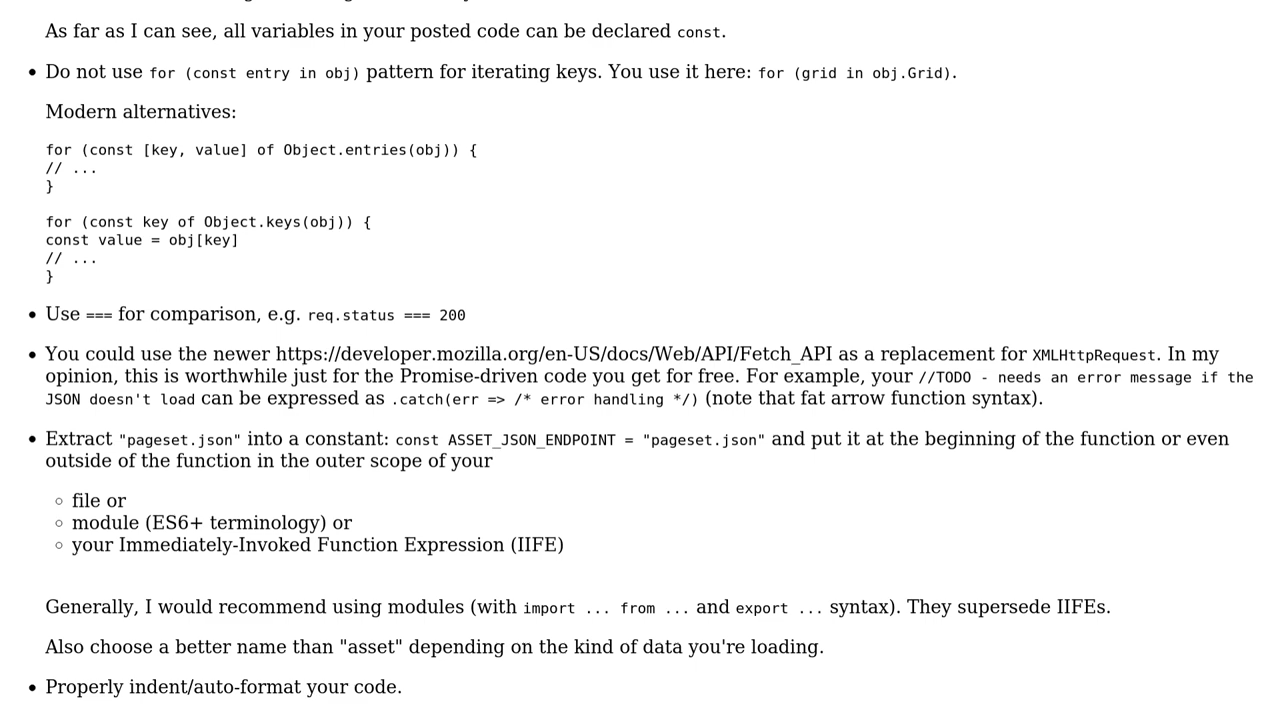 As far as I can see, all variables in your posted code can be declared const.
• Do not use for (const entry in obj) pattern for iterating keys. You use it here: for (grid in obj.Grid).
Modern alternatives:
for (const [key, value] of Object.entries(obj)) {
// ...
}
for (const key of Object.keys(obj)) {
const value = obj[key]
// ...
}
• Use === for comparison, e.g. req.status === 200
• You could use the newer https://developer.mozilla.org/en-US/docs/Web/API/Fetch_API as a replacement for XMLHttpRequest. In my
opinion, this is worthwhile just for the Promise-driven code you get for free. For example, your //TODO - needs an error message if the
JSON doesn't load can be expressed as .catch(err => /* error handling */) (note that fat arrow function syntax).
• Extract "pageset.json" into a constant: const ASSET_JSON_ENDPOINT = "pageset.json" and put it at the beginning of the function or even
outside of the function in the outer scope of your
◦ file or
◦ module (ES6+ terminology) or
◦ your Immediately-Invoked Function Expression (IIFE)
Generally, I would recommend using modules (with import ... from ... and export ... syntax). They supersede IIFEs.
Also choose a better name than "asset" depending on the kind of data you're loading.
• Properly indent/auto-format your code.